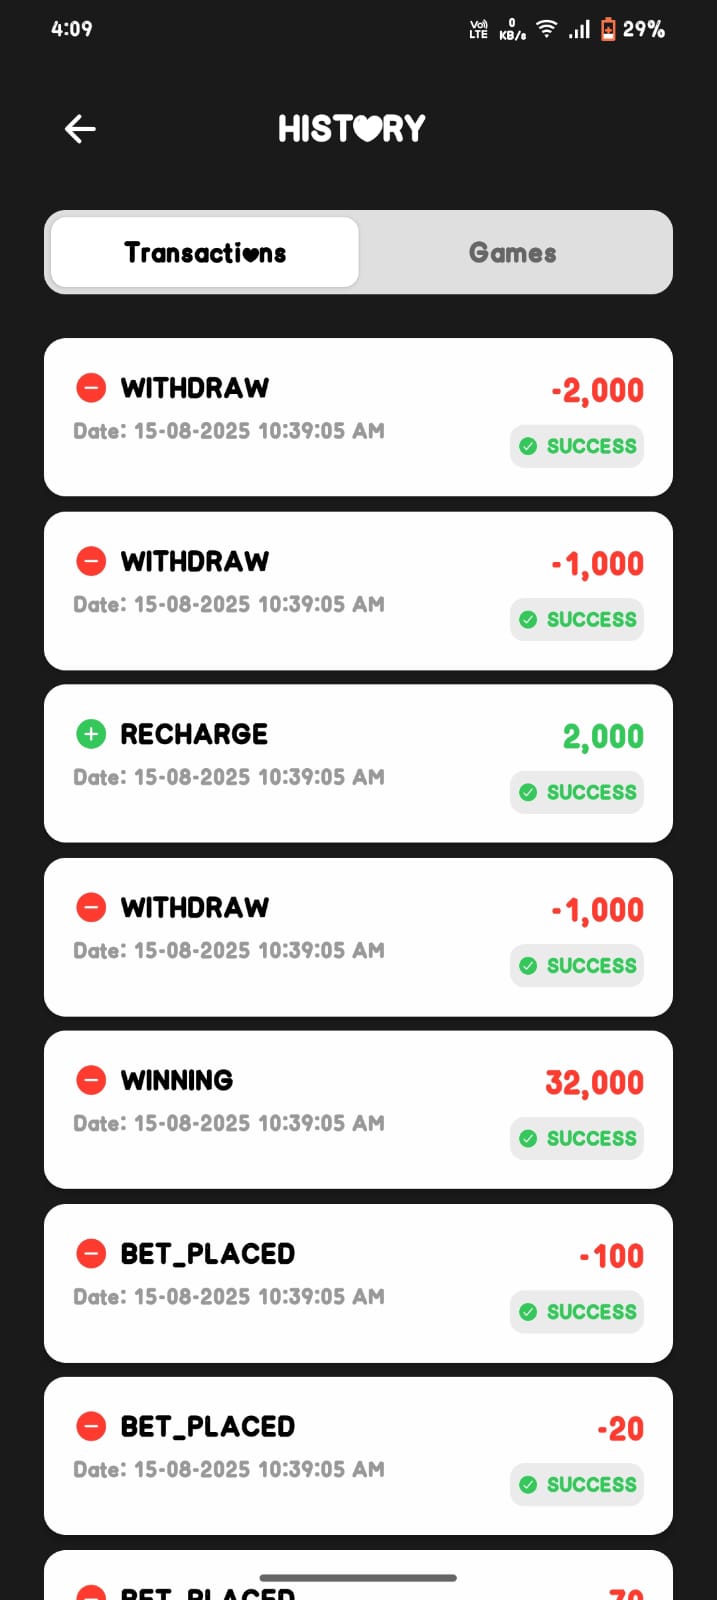 4:09
Vo)) LTE
0 KB/s
29%
HISTORY
Transactions
Games
WITHDRAW
-2,000
Date: 15-08-2025 10:39:05 AM
SUCCESS
WITHDRAW
-1,000
Date: 15-08-2025 10:39:05 AM
SUCCESS
RECHARGE
2,000
Date: 15-08-2025 10:39:05 AM
SUCCESS
WITHDRAW
-1,000
Date: 15-08-2025 10:39:05 AM
SUCCESS
WINNING
32,000
Date: 15-08-2025 10:39:05 AM
SUCCESS
BET_PLACED
-100
Date: 15-08-2025 10:39:05 AM
SUCCESS
BET_PLACED
-20
Date: 15-08-2025 10:39:05 AM
SUCCESS
BET_PLACED